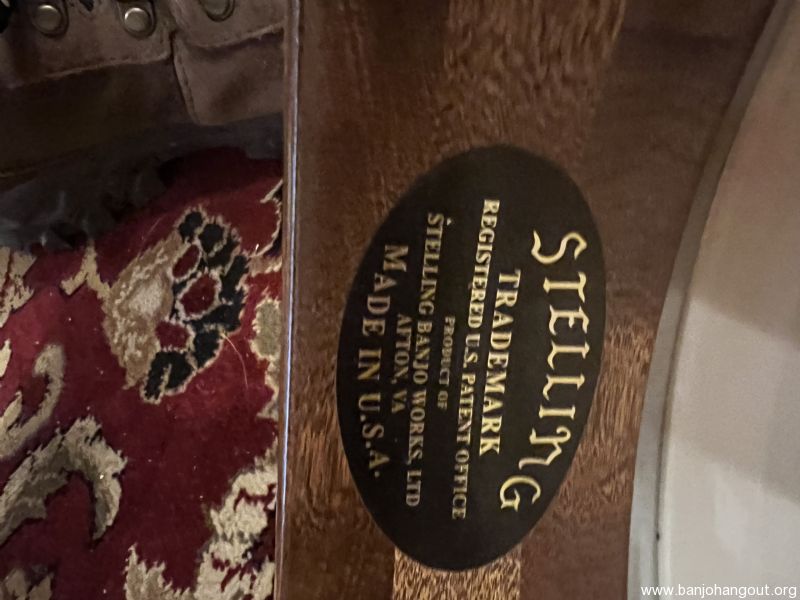 STELLING
TRADEMARK
REGISTERED U.S. PATENT OFFICE
PRODUCT OF
STELLING BANJO WORKS, LTD
AFTON, VA
MADE IN U.S.A.
www.banjohangout.org